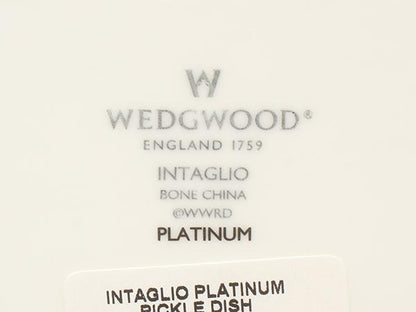 W
WEDGWOOD®
ENGLAND 1759
INTAGLIO
BONE CHINA
©WWRD
PLATINUM
INTAGLIO PLATINUM
PICKLE DISH